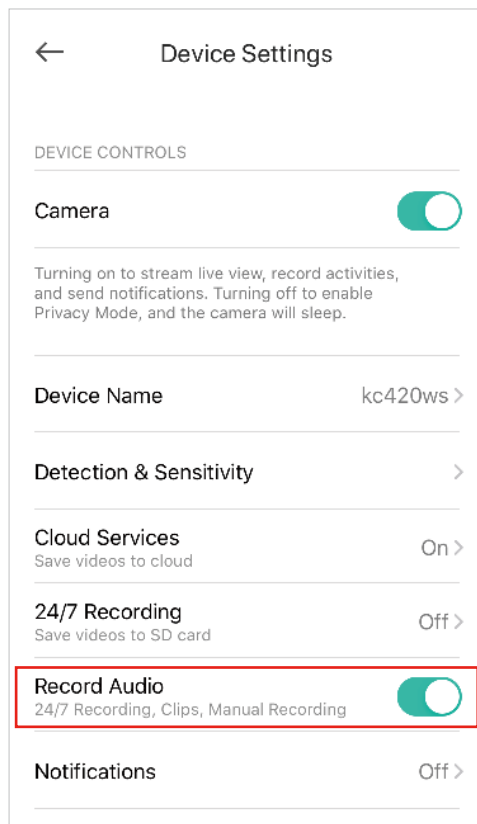 Device Settings
DEVICE CONTROLS
Camera
Turning on to stream live view, record activities,
and send notifications. Turning off to enable
Privacy Mode, and the camera will sleep.
Device Name kc420ws
Detection & Sensitivity
Cloud Services
Save videos to cloud
On
24/7 Recording
Save videos to SD card
Off
Record Audio
24/7 Recording, Clips, Manual Recording
Notifications Off